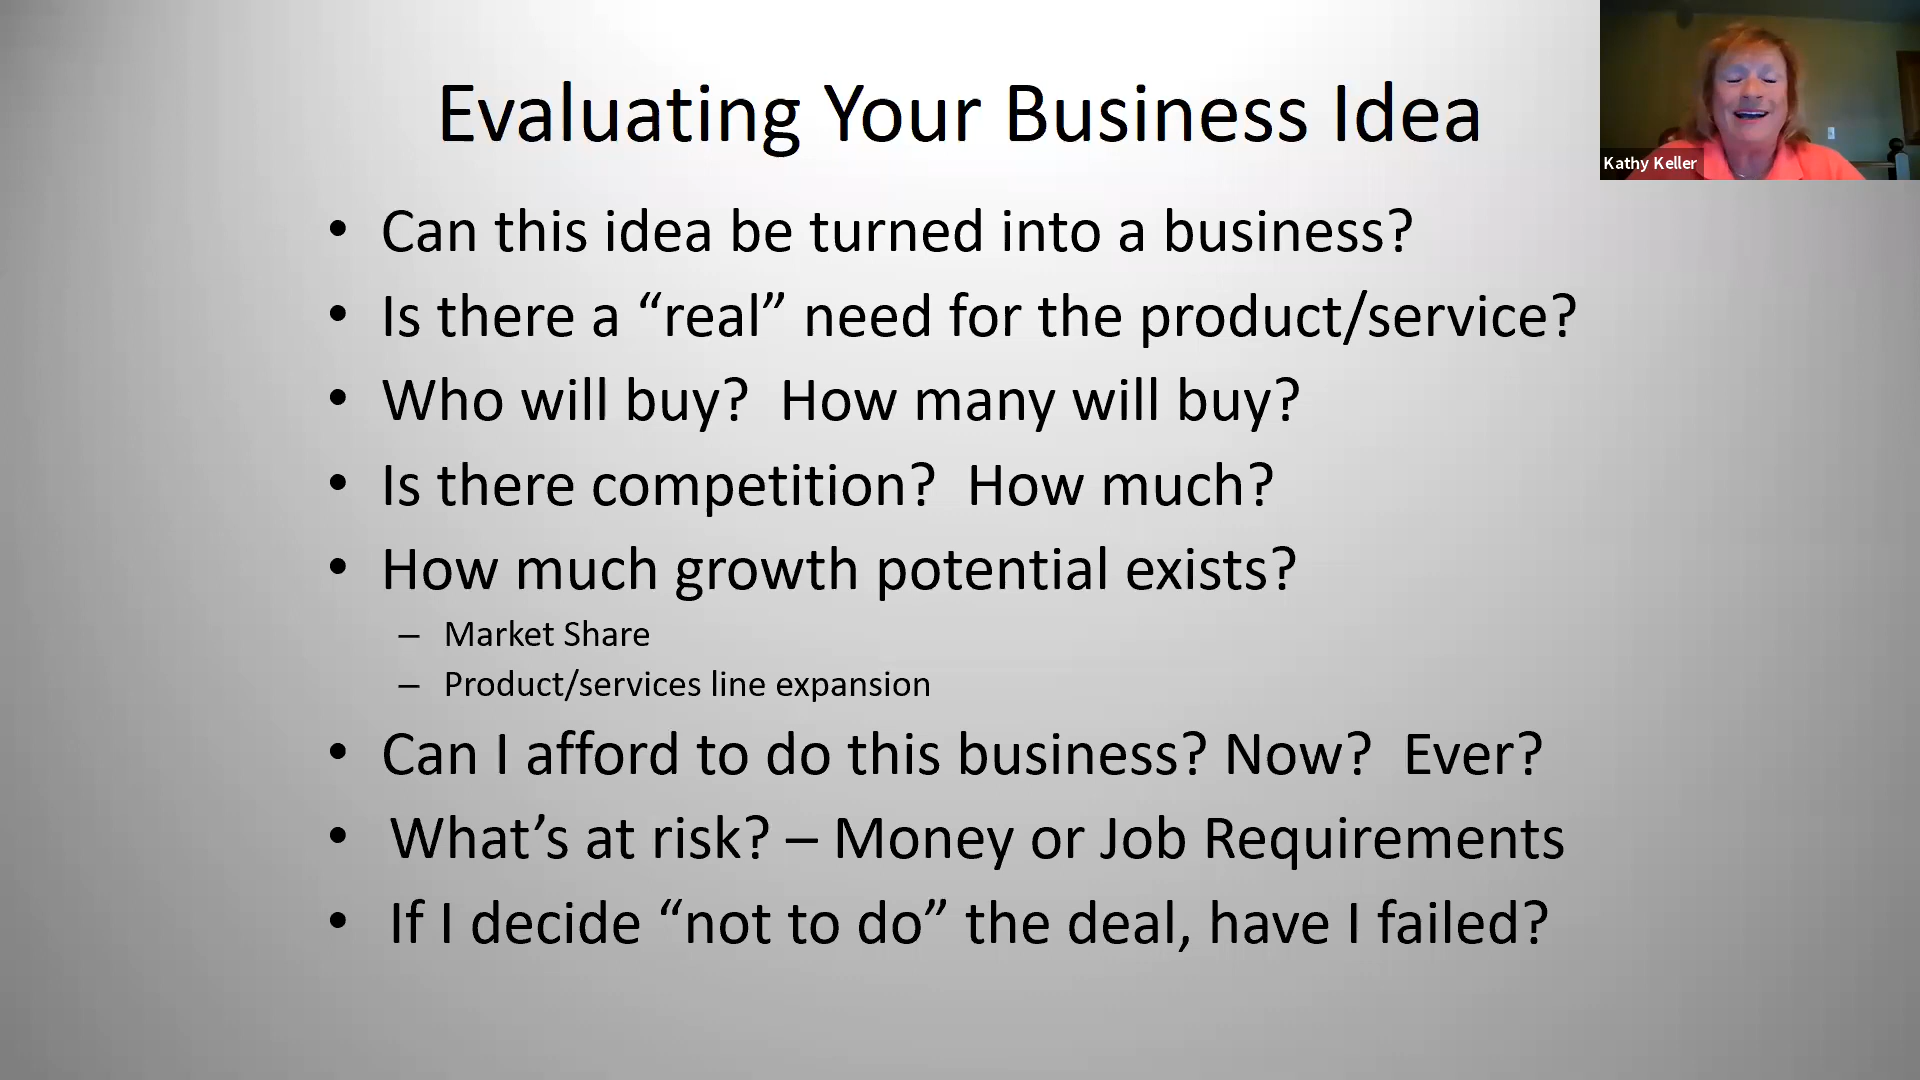 Evaluating Your Business Idea
Kathy Keller
• Can this idea be turned into a business?
• Is there a “real” need for the product/service?
• Who will buy?  How many will buy?
• Is there competition?  How much?
• How much growth potential exists?
– Market Share
– Product/services line expansion
• Can I afford to do this business? Now?  Ever?
• What’s at risk? – Money or Job Requirements
• If I decide “not to do” the deal, have I failed?